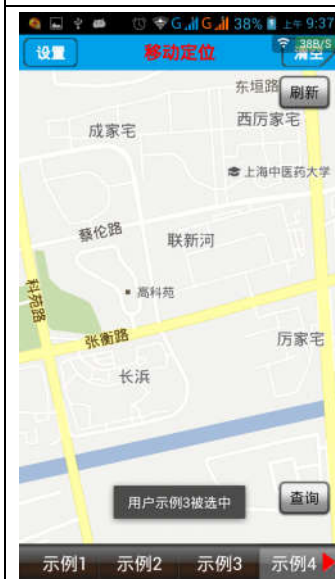 G G 38% 上午 9:37
设置 移动定位 清空
38B/S
东垣路 刷新
西厉家宅
成家宅
上海中医药大学
蔡伦路
联新河
科苑路
高科苑
张衡路
厉家宅
长浜
用户示例3被选中
查询
示例1 示例2 示例3 示例4